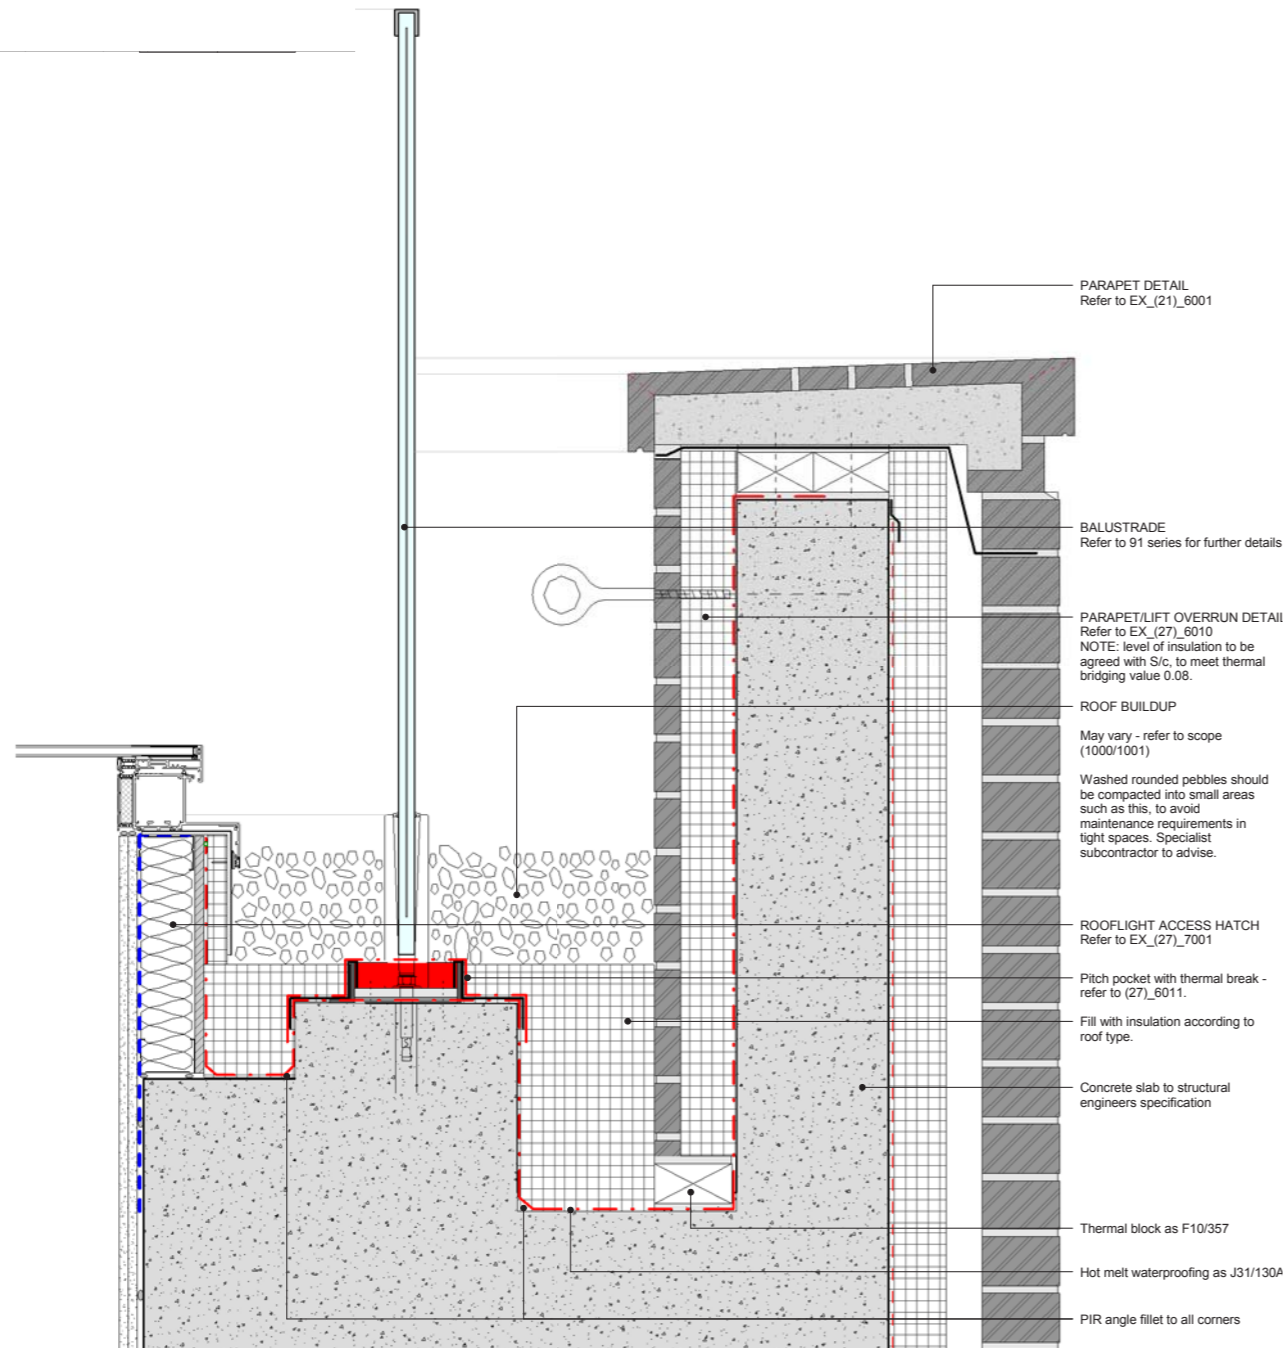 PARAPET DETAIL
Refer to EX_(21)_6001
BALUSTRADE
Refer to 91 series for further details
PARAPET/LIFT OVERRUN DETAIL
Refer to EX_(27)_6010
NOTE: level of insulation to be
agreed with S/c, to meet thermal
bridging value 0.08.
ROOF BUILDUP
May vary - refer to scope
(1000/1001)
Washed rounded pebbles should
be compacted into small areas
such as this, to avoid
maintenance requirements in
tight spaces. Specialist
subcontractor to advise.
ROOFLIGHT ACCESS HATCH
Refer to EX_(27)_7001
Pitch pocket with thermal break -
refer to (27)_6011.
Fill with insulation according to
roof type.
Concrete slab to structural
engineers specification
Thermal block as F10/357
Hot melt waterproofing as J31/130A
PIR angle fillet to all corners